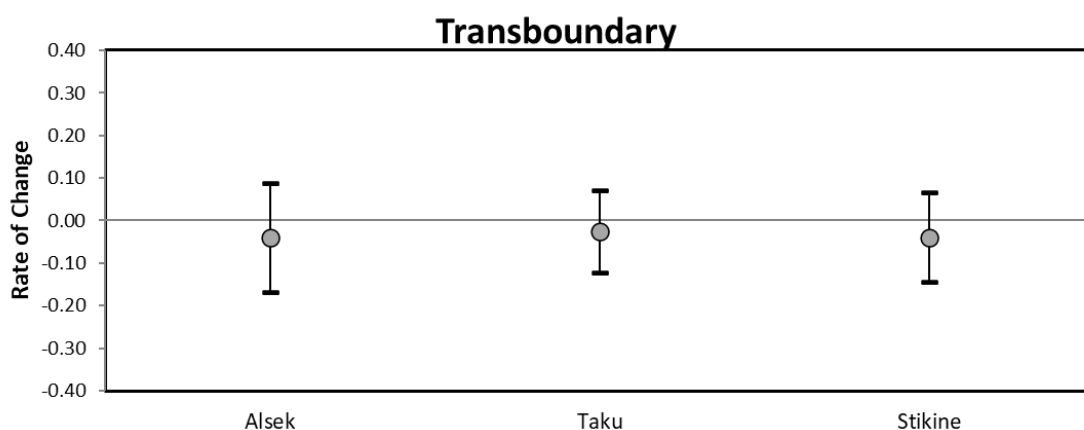 Transboundary
Rate of Change
0.40
0.30
0.20
0.10
0.00
-0.10
-0.20
-0.30
-0.40
Alsek
Taku
Stikine